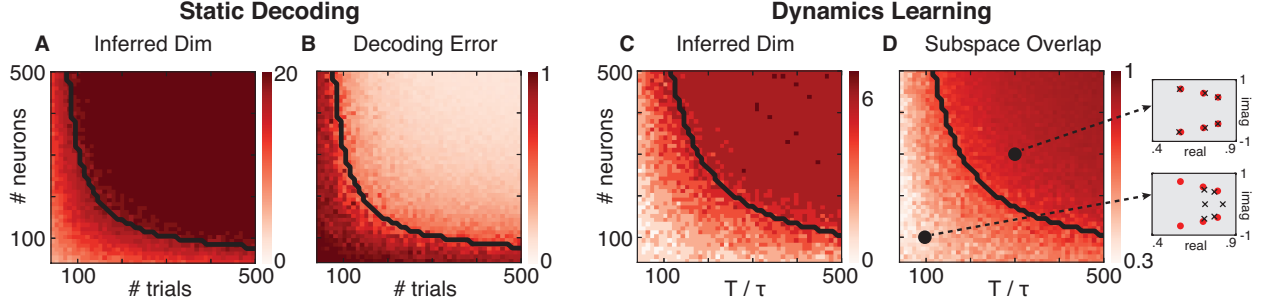 Static Decoding
Dynamics Learning
A Inferred Dim
B Decoding Error
C Inferred Dim
D Subspace Overlap
# neurons
500
100
100
500
# trials
20
0
100
500
# trials
1
0
# neurons
500
100
100
500
T / τ
6
0
100
500
T / τ
1
0.3
1
imag
-1
.4 real .9
1
imag
-1
.4 real .9